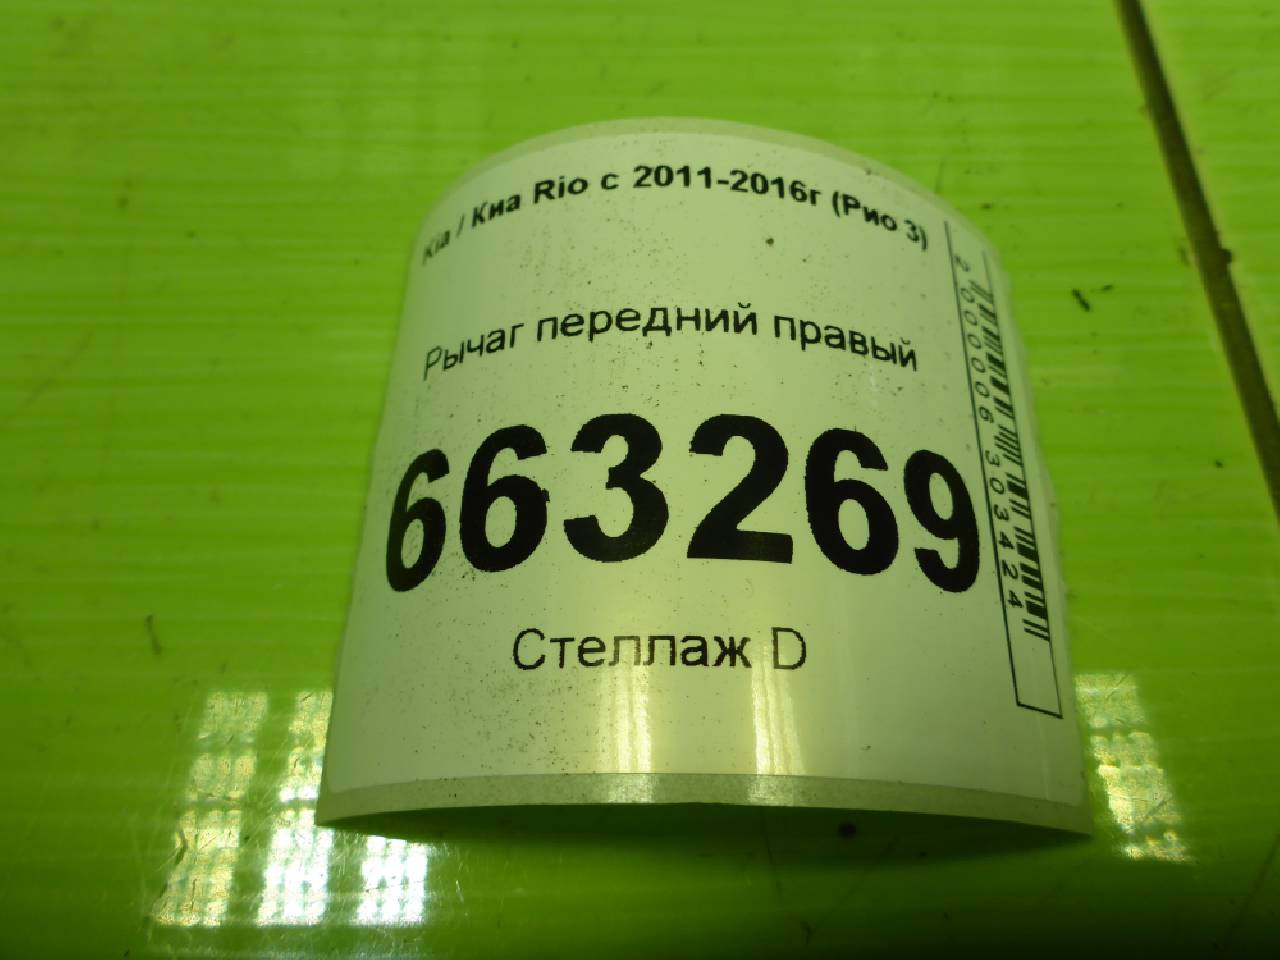 Kia / Киа Rio с 2011-2016г (Рио 3)
Рычаг передний правый
663269
Стеллаж D
2000006303424